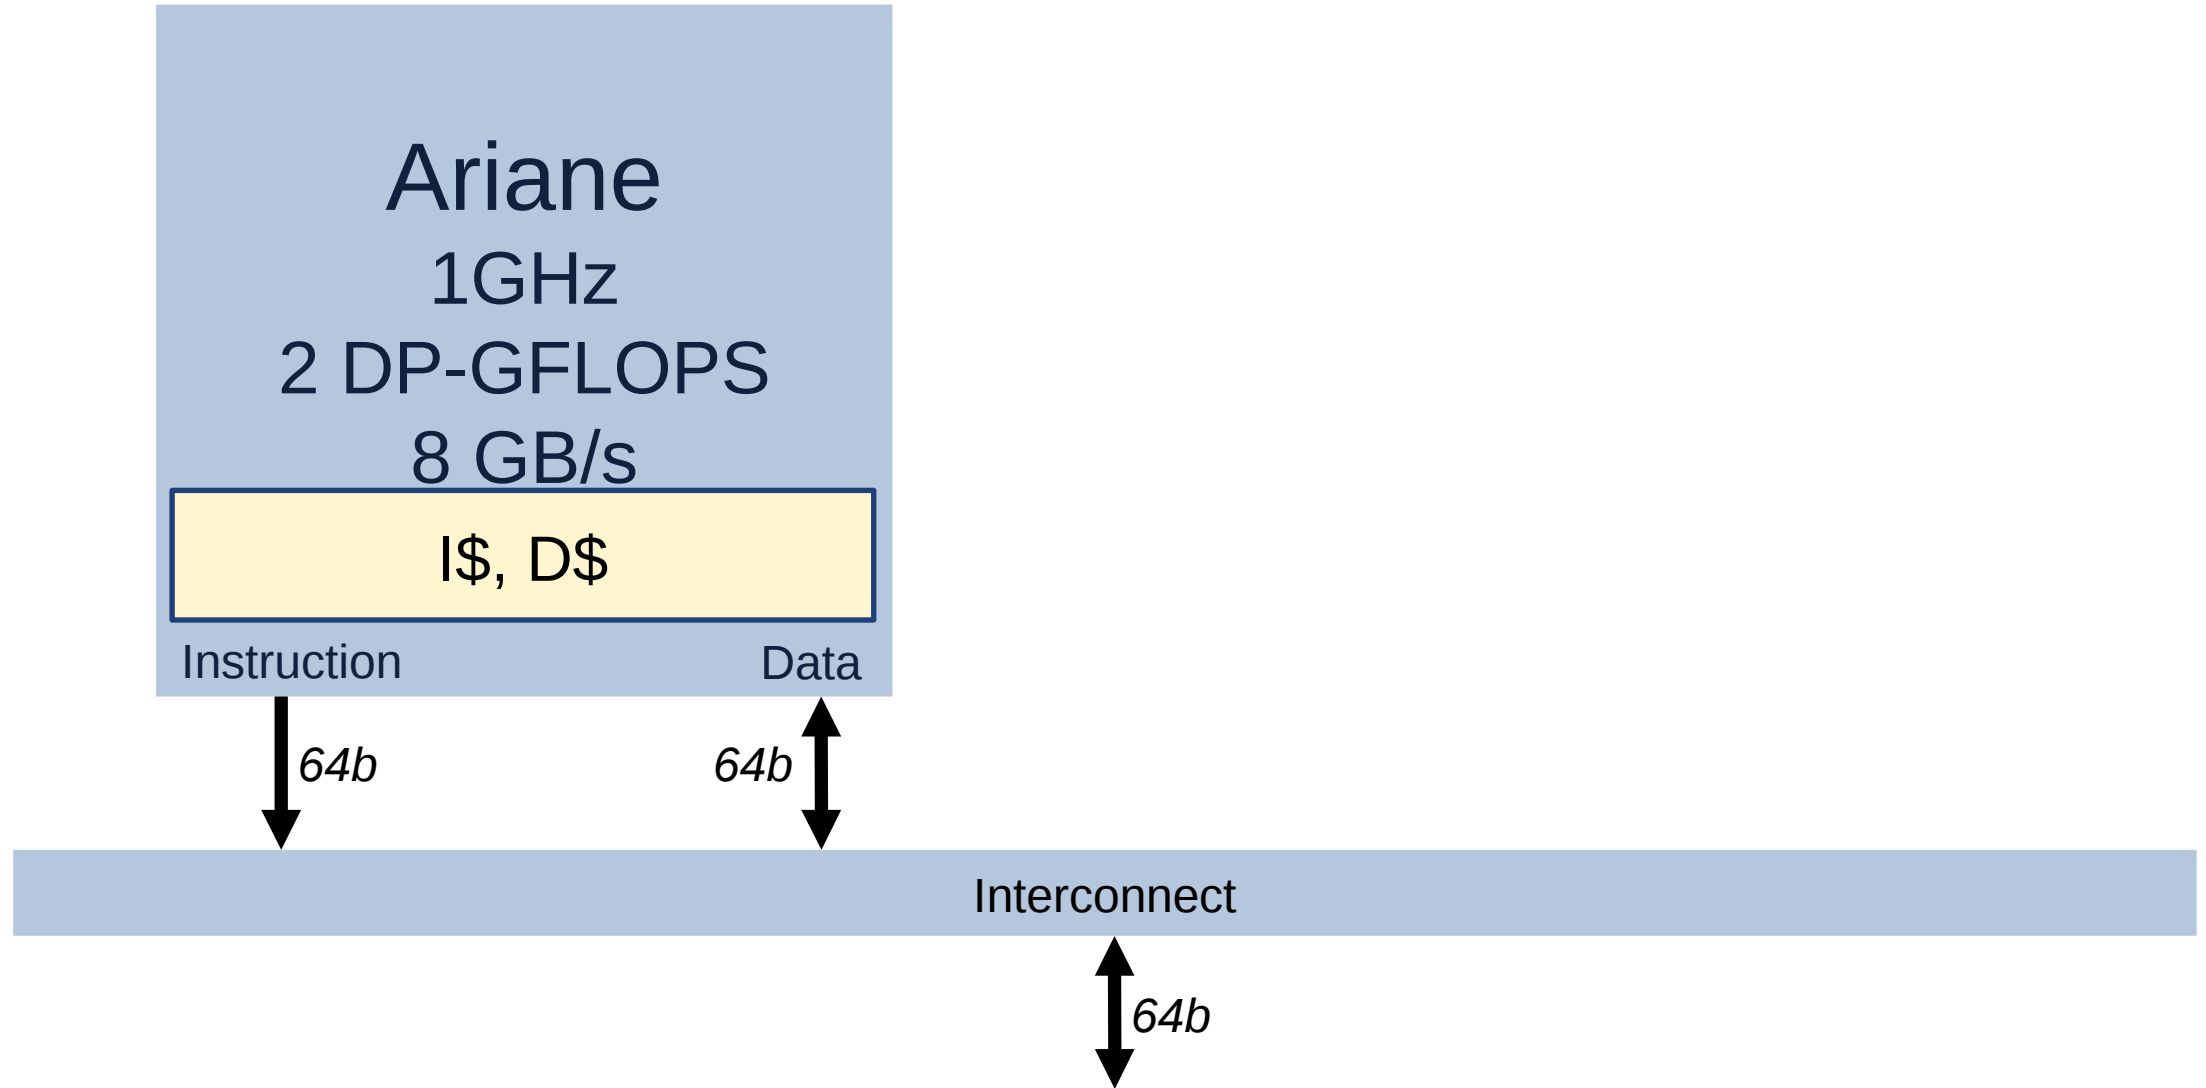 Ariane
1GHz
2 DP-GFLOPS
8 GB/s
I$, D$
Instruction
Data
64b
64b
Interconnect
64b